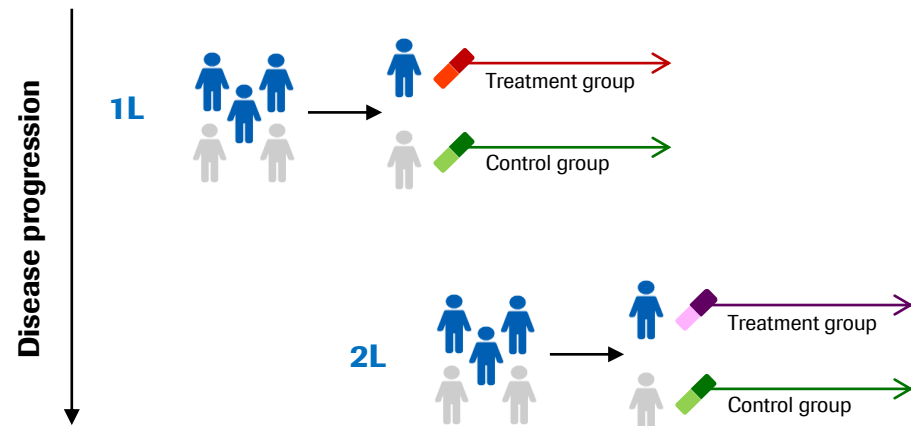 Disease progression
1L
Treatment group
Control group
2L
Treatment group
Control group